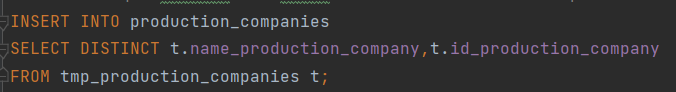 INSERT INTO production_companies
SELECT DISTINCT t.name_production_company,t.id_production_company
FROM tmp_production_companies t;